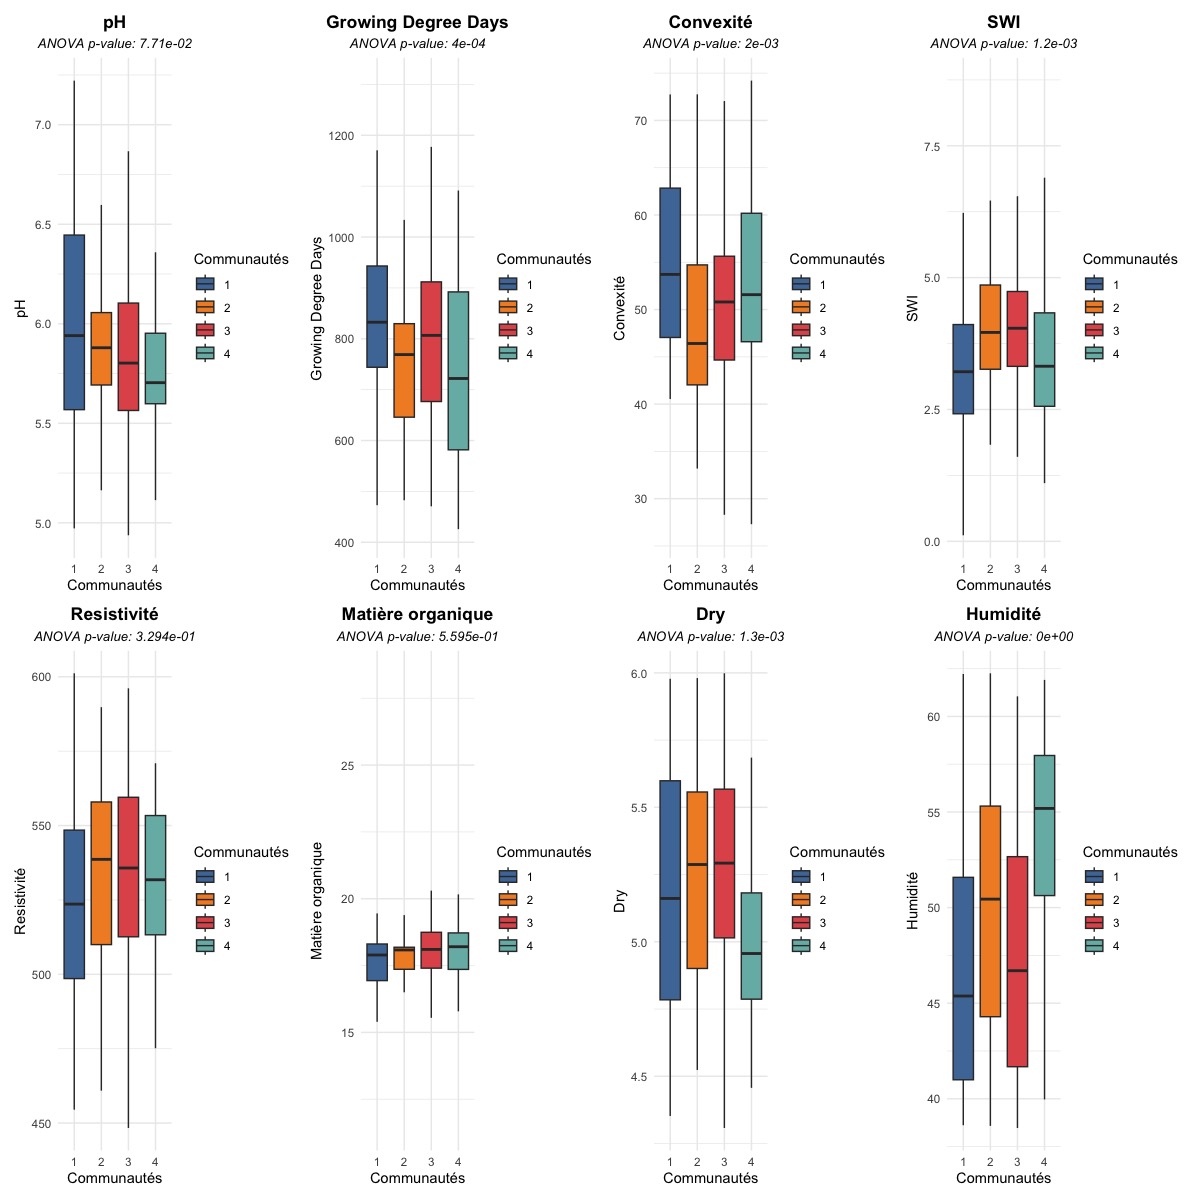 pH
ANOVA p-value: 7.71e-02
7.0
6.5
6.0
5.5
5.0
pH
1 2 3 4
Communautés
Communautés
1
2
3
4
Growing Degree Days
ANOVA p-value: 4e-04
1200
1000
800
600
400
Growing Degree Days
1 2 3 4
Communautés
Communautés
1
2
3
4
Convexité
ANOVA p-value: 2e-03
70
60
50
40
30
Convexité
1 2 3 4
Communautés
Communautés
1
2
3
4
SWI
ANOVA p-value: 1.2e-03
7.5
5.0
2.5
0.0
SWI
1 2 3 4
Communautés
Communautés
1
2
3
4
Resistivité
ANOVA p-value: 3.294e-01
600
550
500
450
Resistivité
1 2 3 4
Communautés
Communautés
1
2
3
4
Matière organique
ANOVA p-value: 5.595e-01
25
20
15
Matière organique
1 2 3 4
Communautés
Communautés
1
2
3
4
Dry
ANOVA p-value: 1.3e-03
6.0
5.5
5.0
4.5
Dry
1 2 3 4
Communautés
Communautés
1
2
3
4
Humidité
ANOVA p-value: 0e+00
60
55
50
45
40
Humidité
1 2 3 4
Communautés
Communautés
1
2
3
4